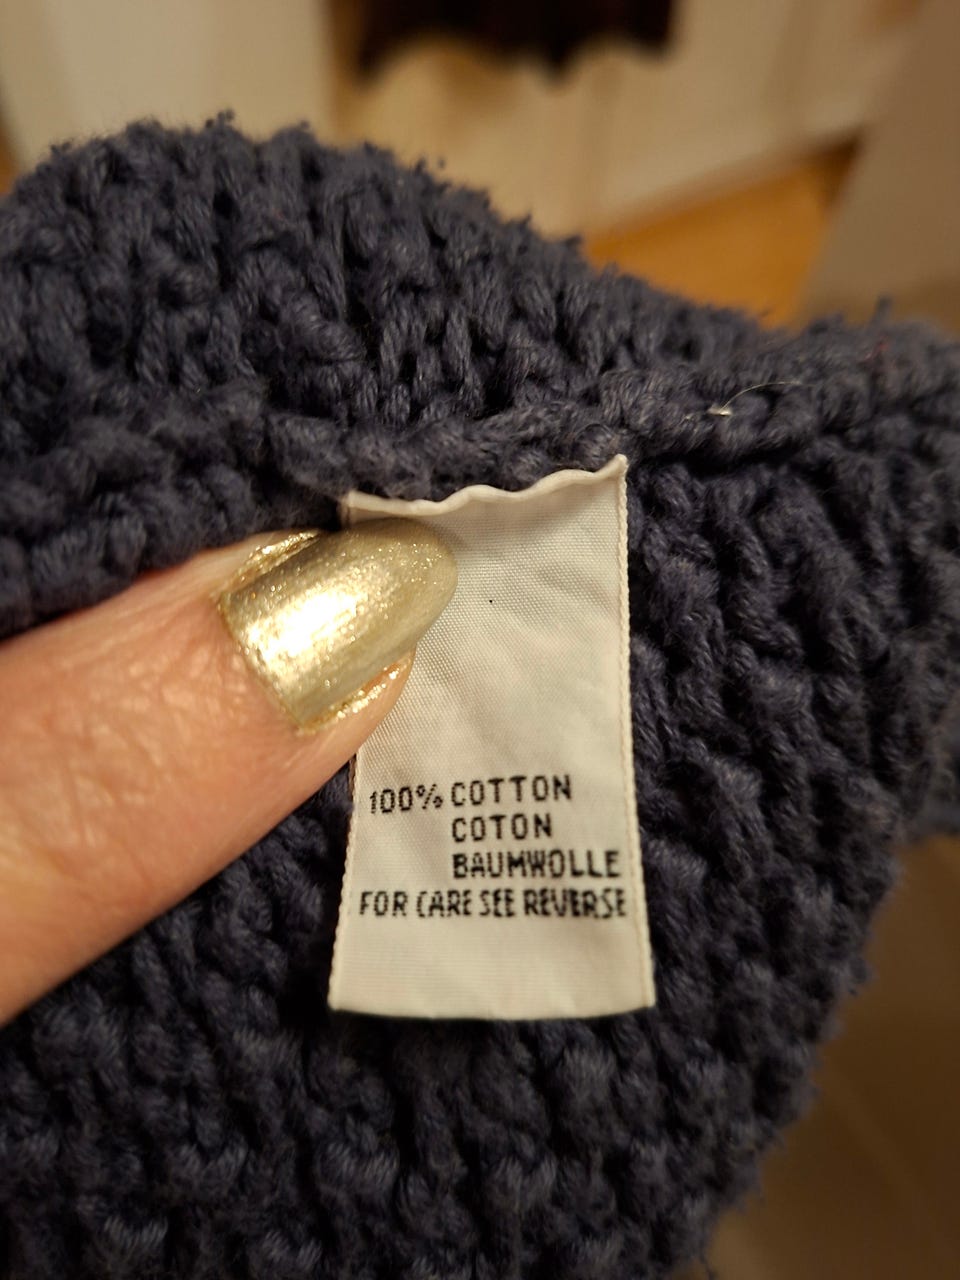 100% COTTON
COTON
BAUMWOLLE
FOR CARE SEE REVERSE